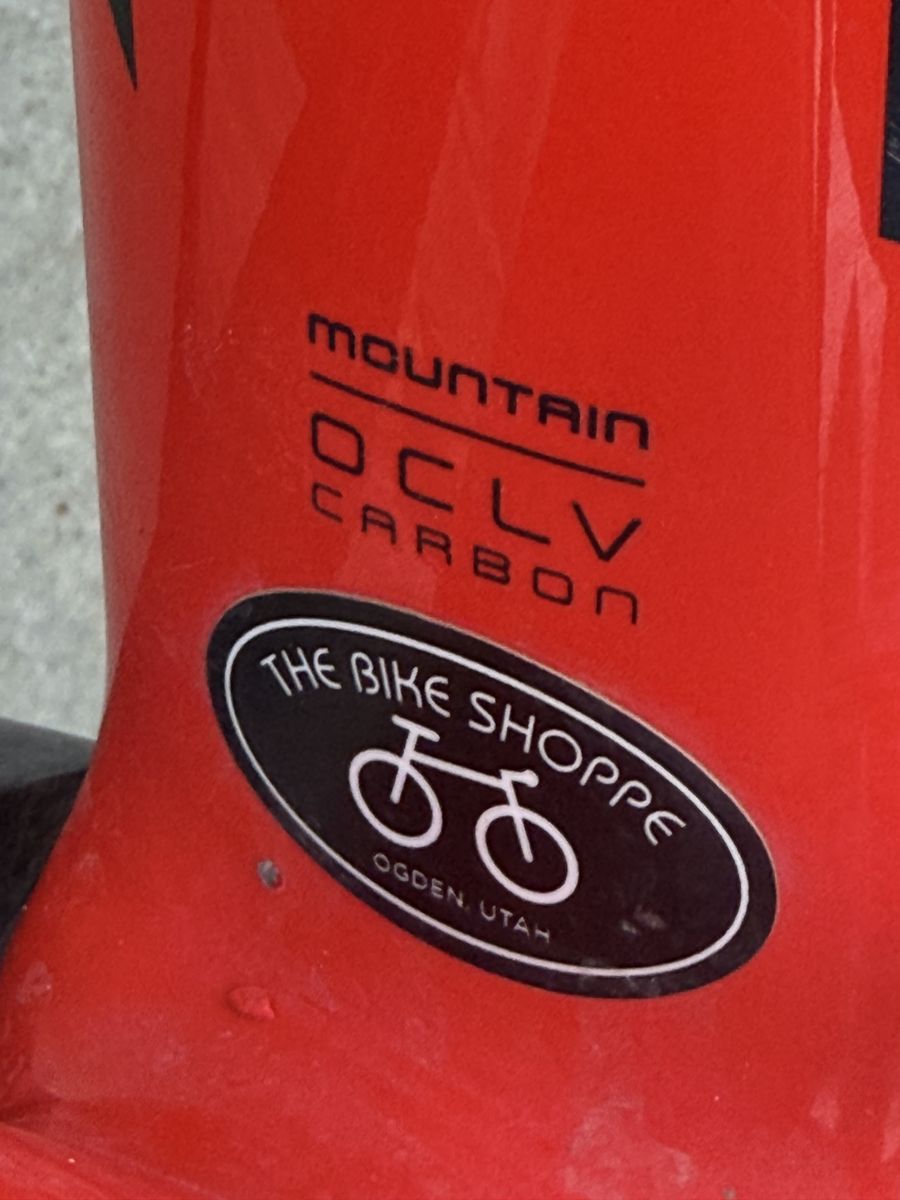 MOUNTAIN
OCLV
CARBON
THE BIKE SHOPPE
OGDEN, UTAH